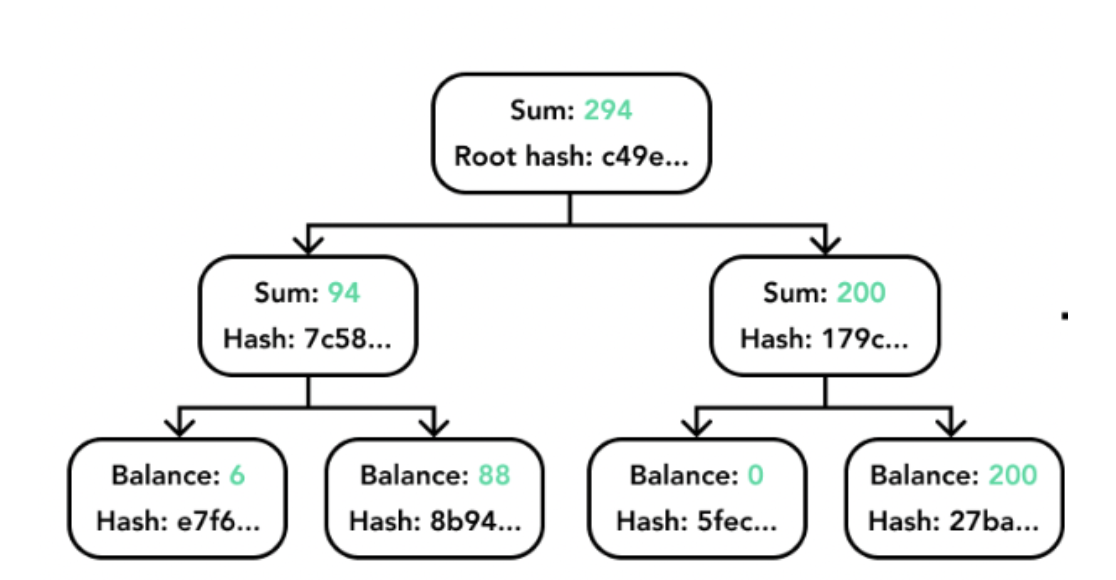 Sum: 294
Root hash: c49e...
Sum: 94
Hash: 7c58...
Sum: 200
Hash: 179c...
Balance: 6
Hash: e7f6...
Balance: 88
Hash: 8b94...
Balance: 0
Hash: 5fec...
Balance: 200
Hash: 27ba...